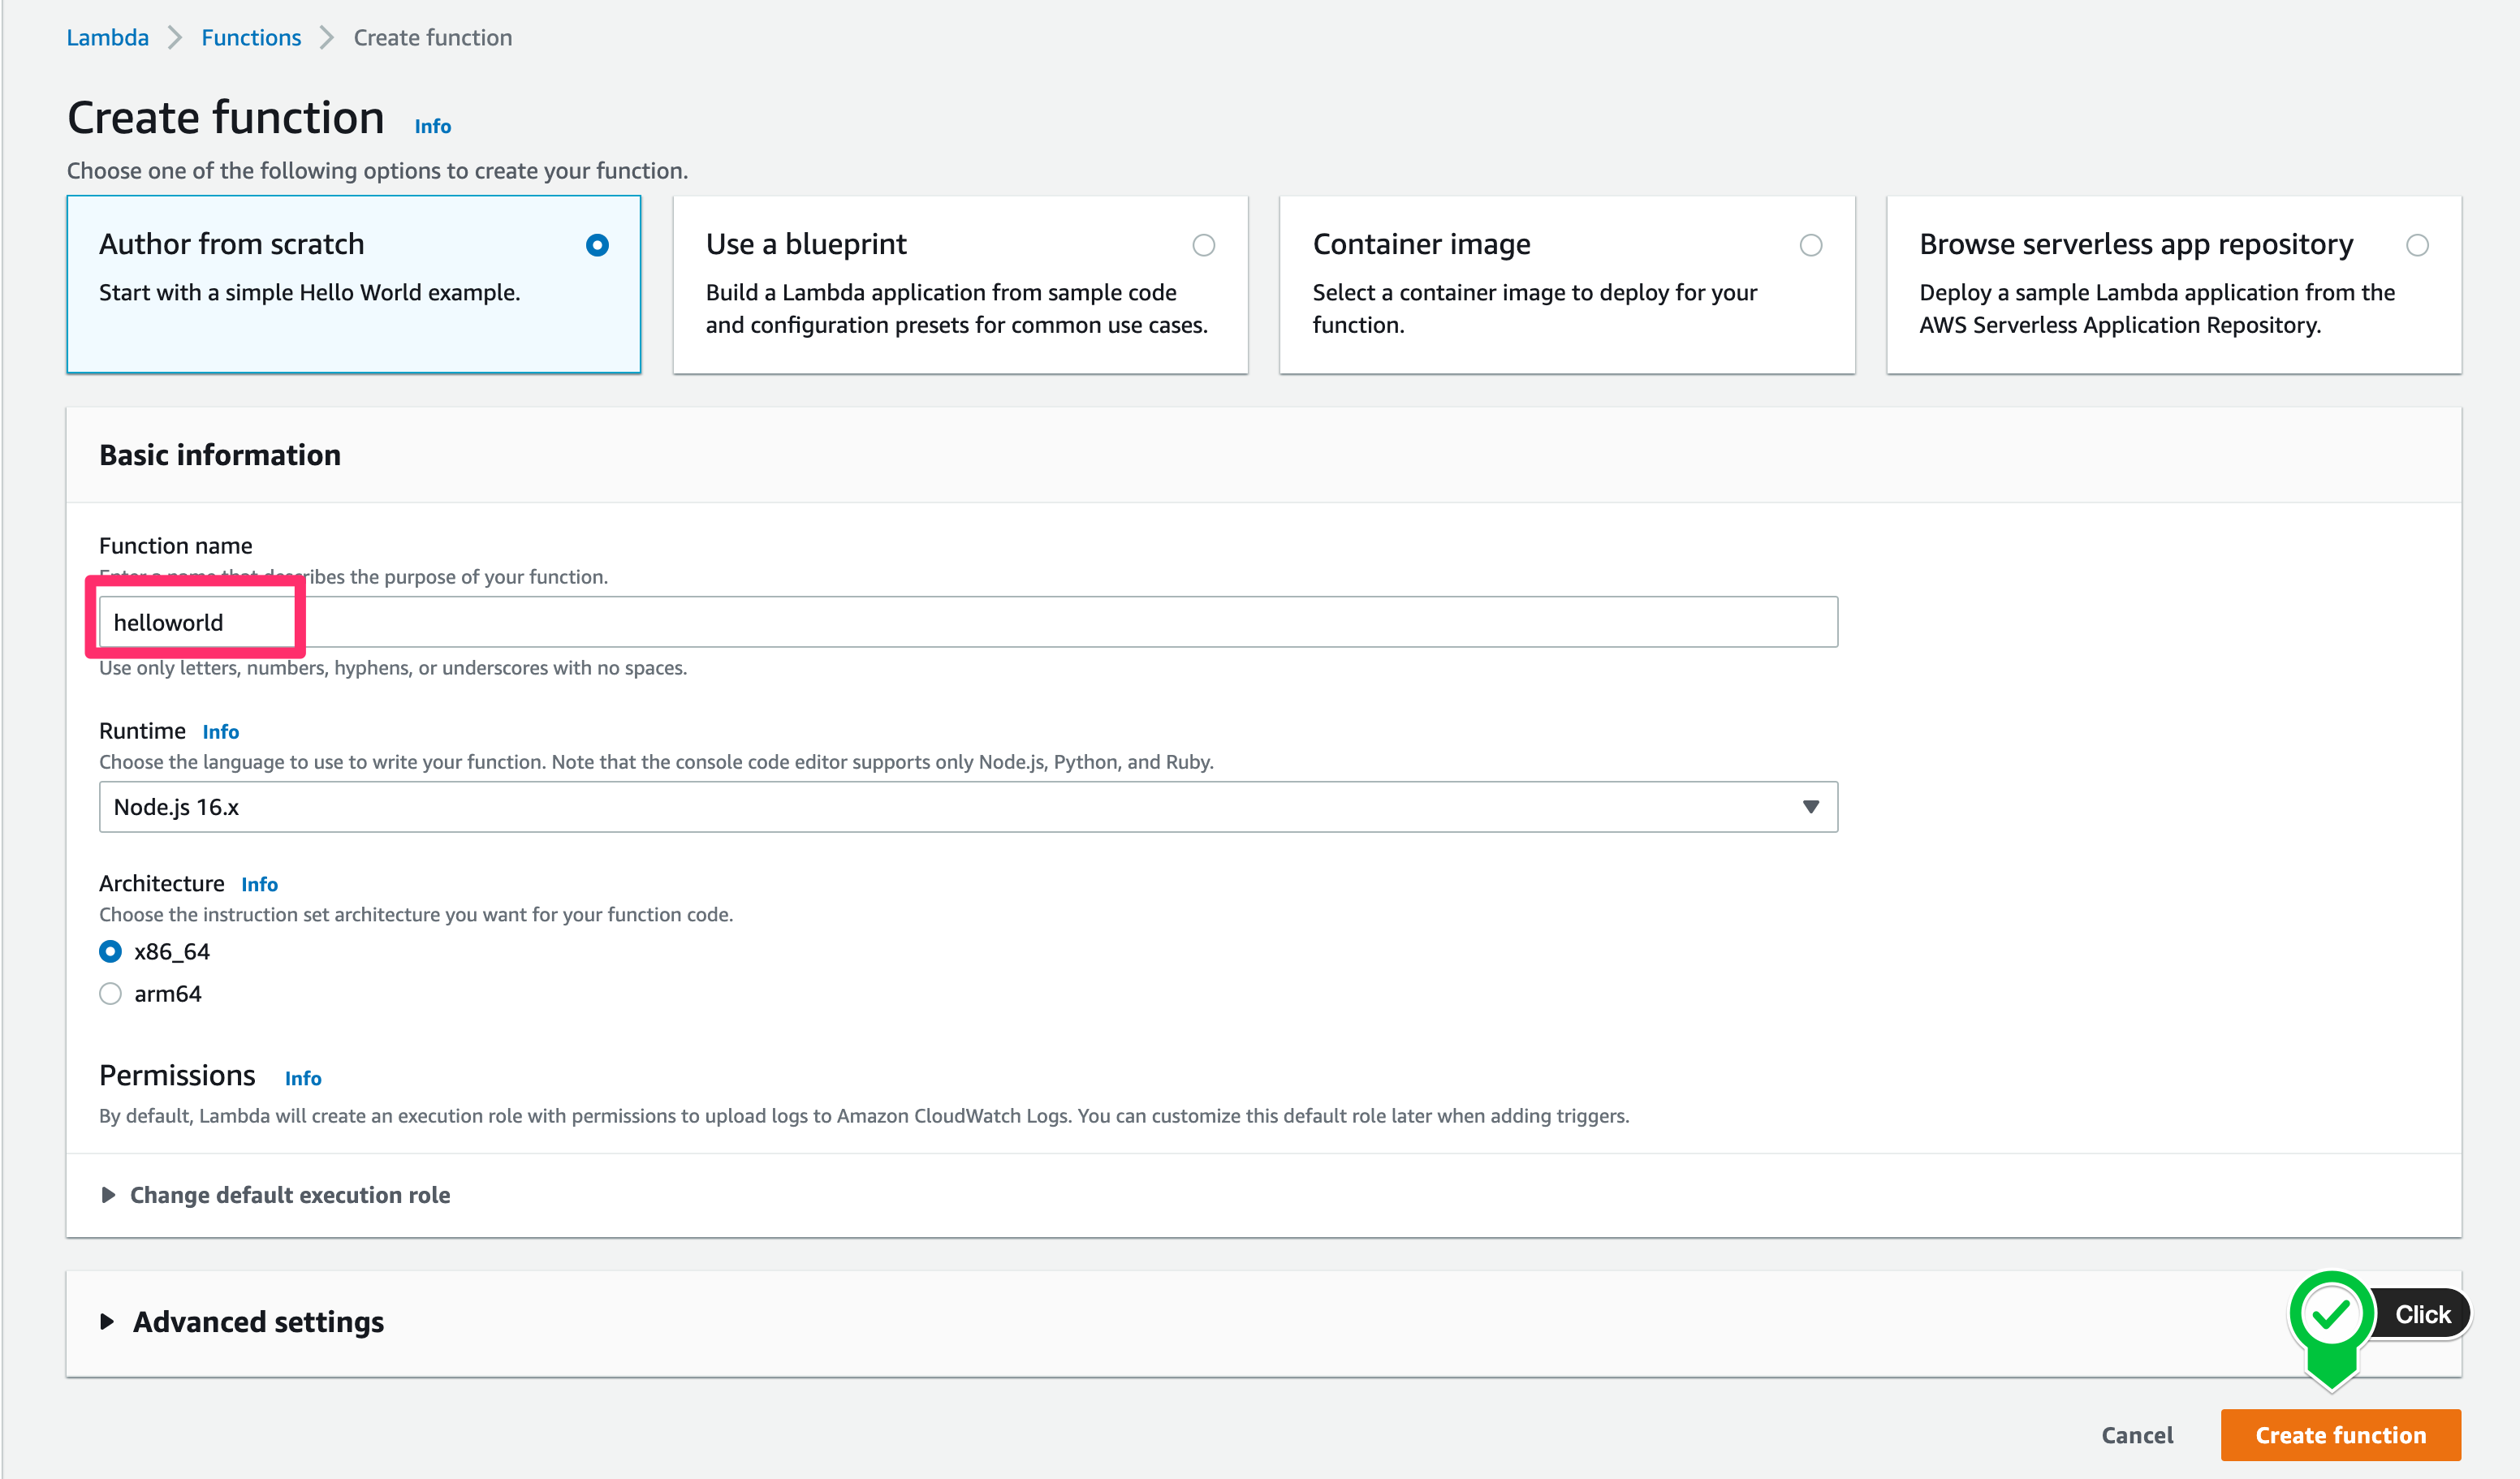 Lambda > Functions > Create function
Create function Info
Choose one of the following options to create your function.
Author from scratch
Start with a simple Hello World example.
Use a blueprint
Build a Lambda application from sample code
and configuration presets for common use cases.
Container image
Select a container image to deploy for your
function.
Browse serverless app repository
Deploy a sample Lambda application from the
AWS Serverless Application Repository.
Basic information
Function name
Enter a name that describes the purpose of your function.
helloworld
Use only letters, numbers, hyphens, or underscores with no spaces.
Runtime Info
Choose the language to use to write your function. Note that the console code editor supports only Node.js, Python, and Ruby.
Node.js 16.x
Architecture Info
Choose the instruction set architecture you want for your function code.
x86_64
arm64
Permissions Info
By default, Lambda will create an execution role with permissions to upload logs to Amazon CloudWatch Logs. You can customize this default role later when adding triggers.
Change default execution role
Advanced settings
Click
Cancel
Create function